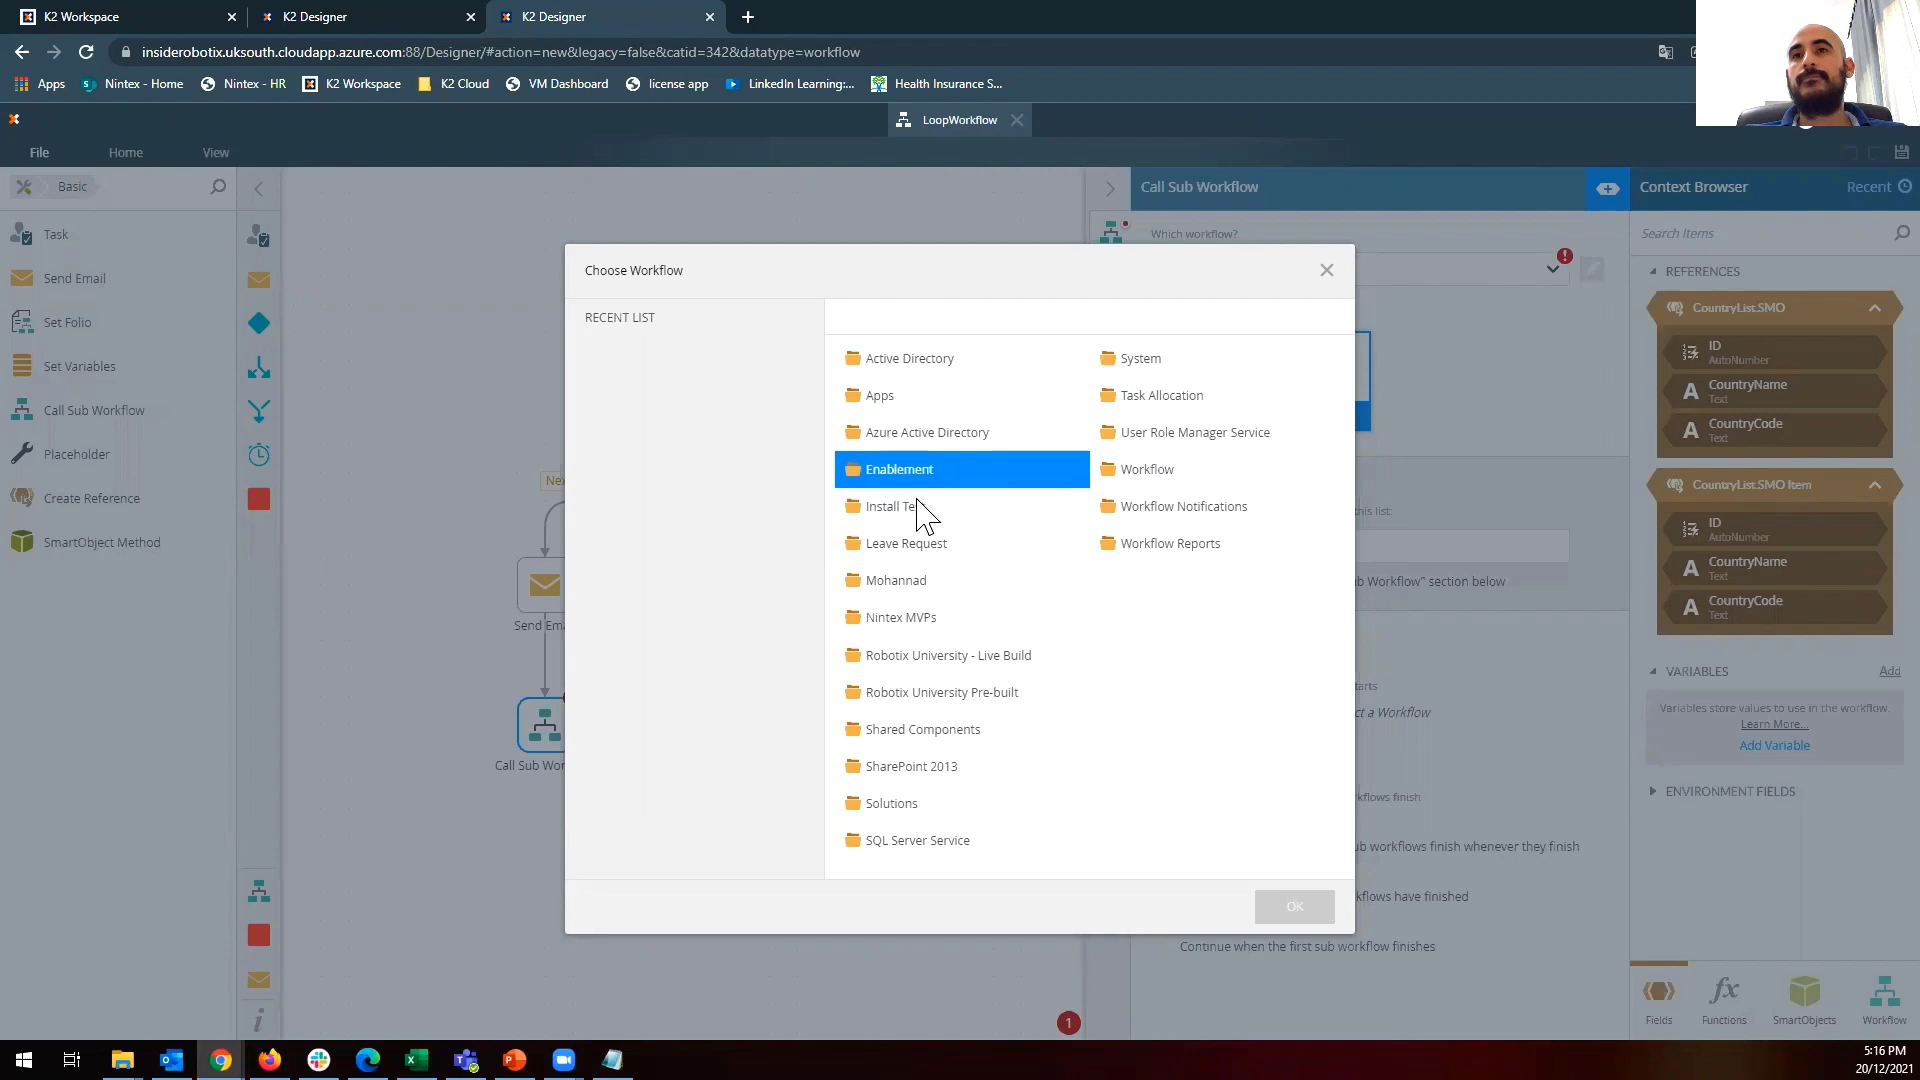 K2 Workspace
K2 Designer
K2 Designer
insiderobotix.uksouth.cloudapp.azure.com:88/Designer/#action=new&legacy=false&catid=342&datatype=workflow
Apps
Nintex - Home
Nintex - HR
K2 Workspace
K2 Cloud
VM Dashboard
license app
LinkedIn Learning:...
Health Insurance S...
LoopWorkflow
File
Home
View
Basic
Task
Send Email
Set Folio
Set Variables
Call Sub Workflow
Placeholder
Create Reference
SmartObject Method
Send
Call Sub
Choose Workflow
RECENT LIST
Active Directory
Apps
Azure Active Directory
Enablement
Install
Leave Request
Mohannad
Nintex MVPs
Robotix University - Live Build
Robotix University Pre-built
Shared Components
SharePoint 2013
Solutions
SQL Server Service
System
Task Allocation
User Role Manager Service
Workflow
Workflow Notifications
Workflow Reports
OK
1
Call Sub Workflow
Which workflow?
this list:
Workflow" section below
a Workflow
finish
sub workflows finish whenever they finish
have finished
Continue when the first sub workflow finishes
Context Browser
Recent
Search Items
REFERENCES
CountryList.SMO
ID
AutoNumber
CountryName
Text
CountryCode
Text
CountryList.SMO Item
ID
AutoNumber
CountryName
Text
CountryCode
Text
VARIABLES
Add
Variables store values to use in the workflow.
Learn More...
Add Variable
ENVIRONMENT FIELDS
Fields
Functions
SmartObjects
Workflow
5:16 PM
20/12/2021